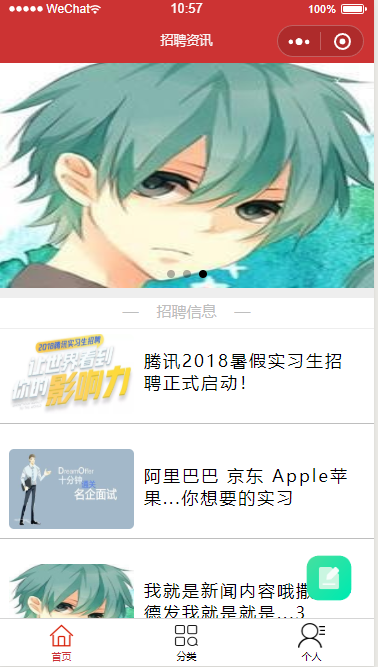 WeChat 10:57 100%
招聘资讯
招聘信息
2018腾讯实习生招聘
让世界看到
你的影响力
腾讯2018暑假实习生招
聘正式启动！
DreamOffer
十分钟
通关
名企面试
阿里巴巴 京东 Apple苹
果...你想要的实习
我就是新闻内容哦撒
德发我就是就是...3
首页 分类 个人